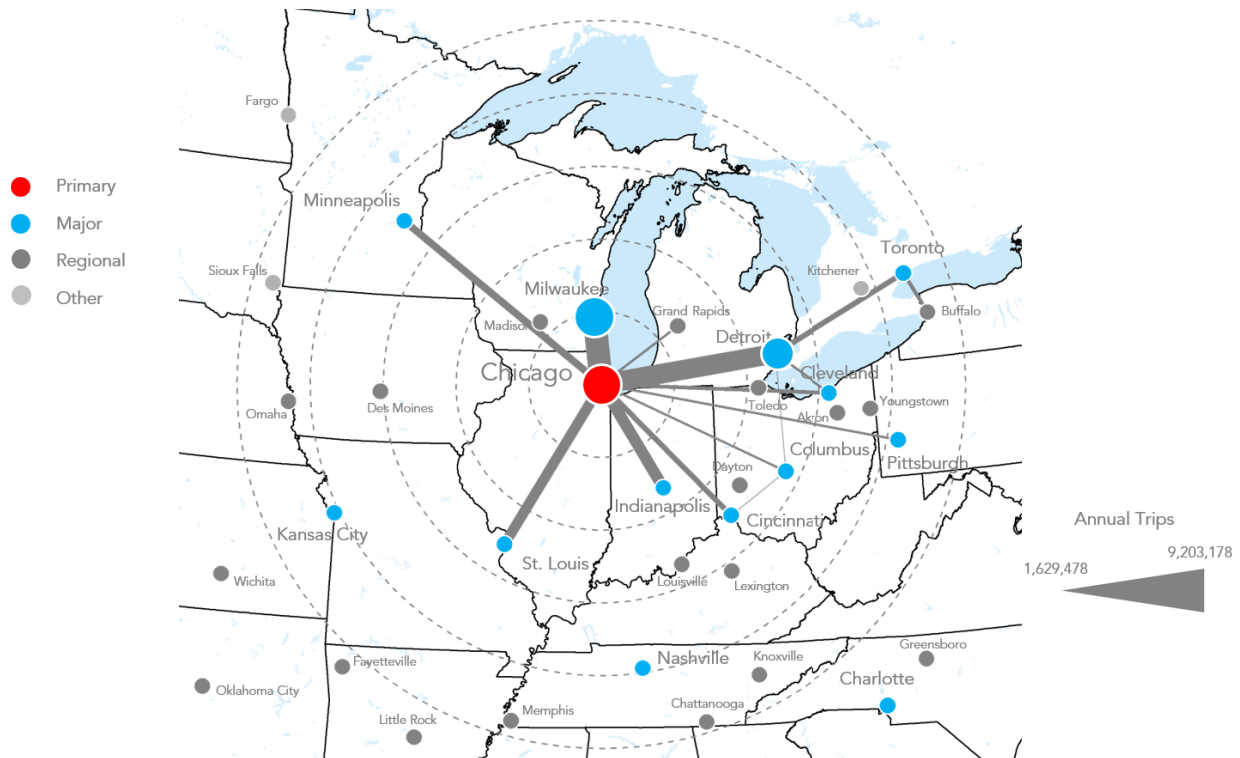 Primary
Major
Regional
Other
Fargo
Minneapolis
Sioux Falls
Milwaukee
Madison
Grand Rapids
Detroit
Toronto
Kitchener
Buffalo
Chicago
Cleveland
Toledo
Akron
Youngstown
Omaha
Des Moines
Columbus
Pittsburgh
Dayton
Indianapolis
Cincinnati
Kansas City
St. Louis
Louisville
Lexington
Wichita
Annual Trips
9,203,178
1,629,478
Nashville
Knoxville
Greensboro
Fayetteville
Charlotte
Oklahoma City
Little Rock
Memphis
Chattanooga